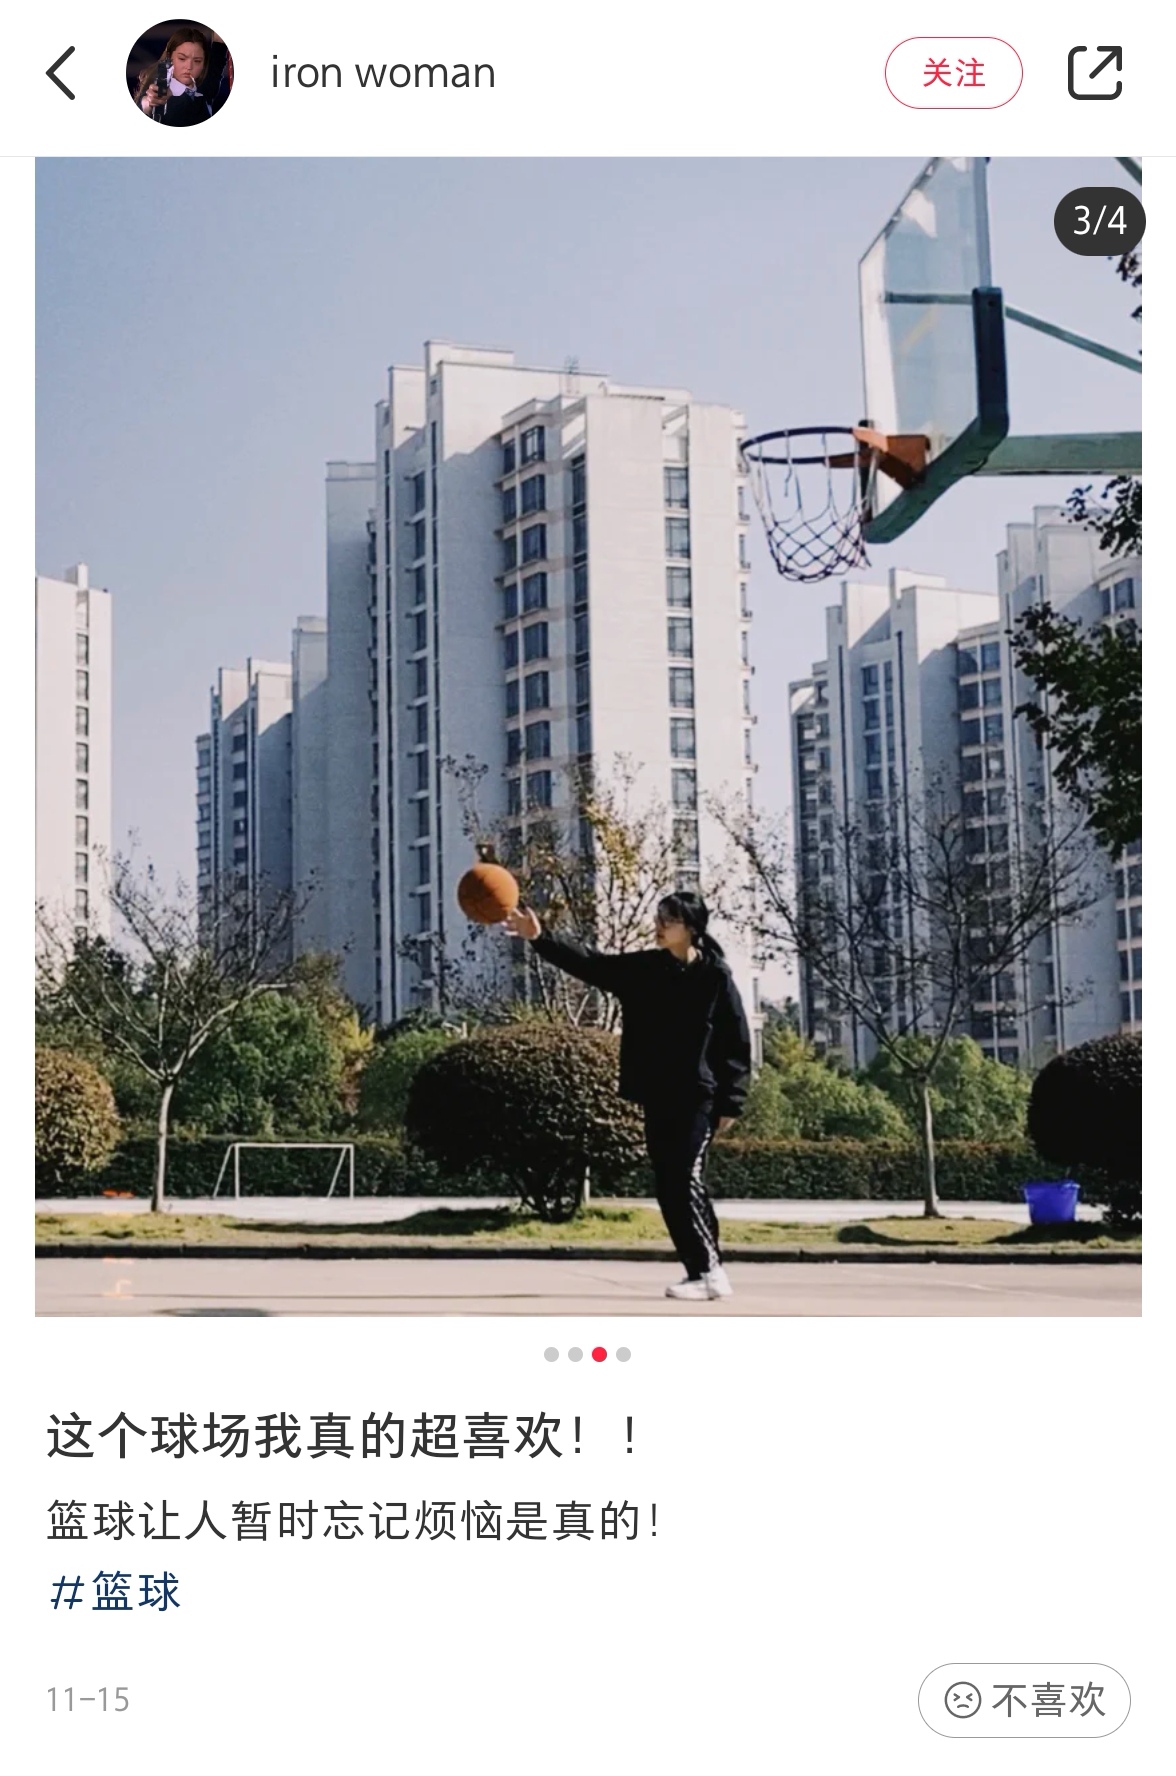 iron woman
关注
3/4
这个球场我真的超喜欢！！
篮球让人暂时忘记烦恼是真的！
#篮球
11-15
不喜欢